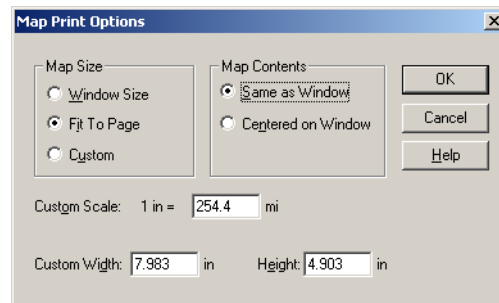 Map Print Options
Map Size
Window Size
Fit To Page
Custom
Map Contents
Same as Window
Centered on Window
OK
Cancel
Help
Custom Scale: 1 in = 254.4 mi
Custom Width: 7.983 in Height: 4.903 in